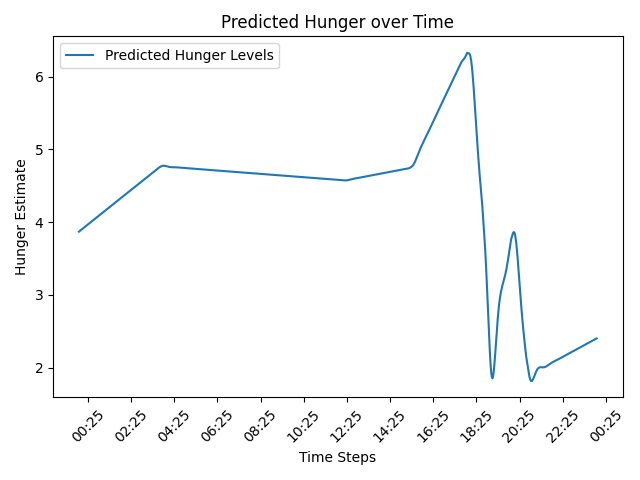 Predicted Hunger over Time
Predicted Hunger Levels
Hunger Estimate
6
5
4
3
2
00:25 02:25 04:25 06:25 08:25 10:25 12:25 14:25 16:25 18:25 20:25 22:25 00:25
Time Steps